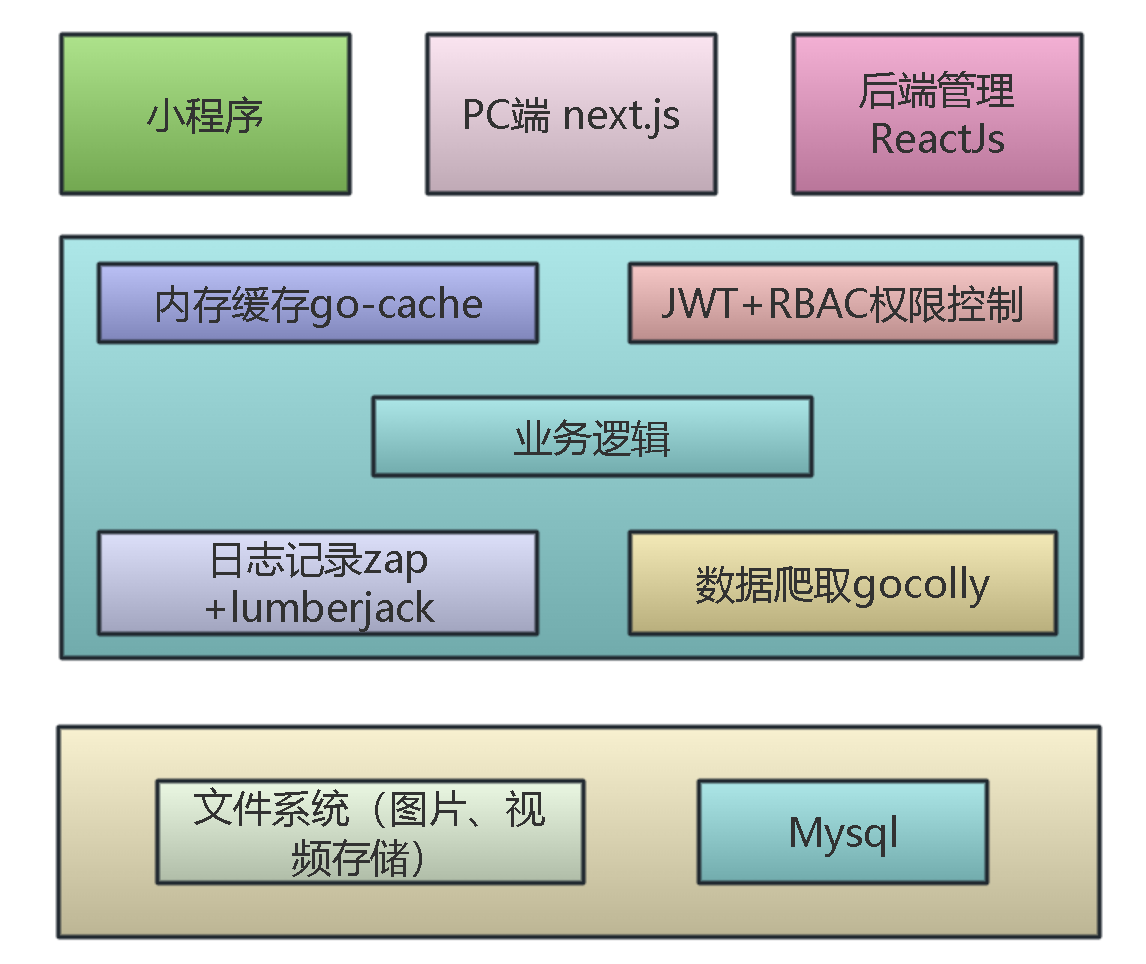 小程序
PC端 next.js
后端管理
ReactJs
内存缓存go-cache
JWT+RBAC权限控制
业务逻辑
日志记录zap
+lumberjack
数据爬取gocolly
文件系统（图片、视
频存储）
Mysql